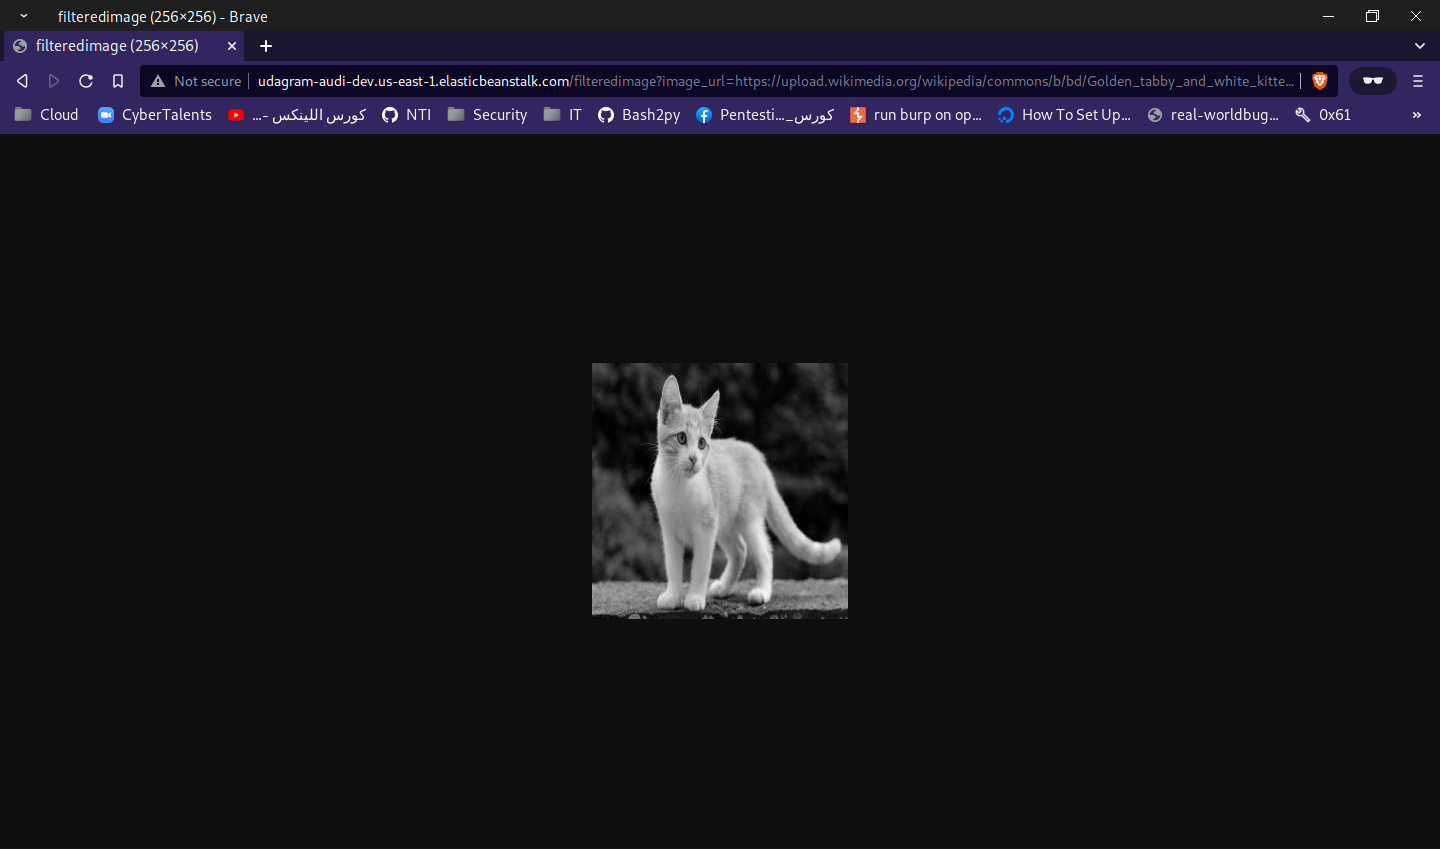 filteredimage (256×256) - Brave
filteredimage (256×256)
Not secure udagram-audi-dev.us-east-1.elasticbeanstalk.com/filteredimage?image_url=https://upload.wikimedia.org/wikipedia/commons/b/bd/Golden_tabby_and_white_kitte...
Cloud CyberTalents كورس اللينكس -... NTI Security IT Bash2py Pentesti..._كورس run burp on op... How To Set Up... real-worldbug... 0x61 »